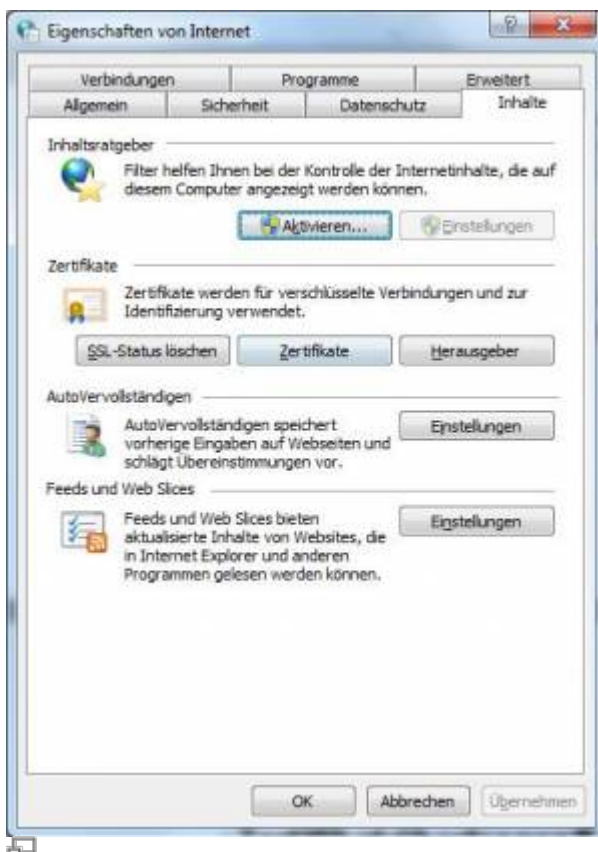 Eigenschaften von Internet
Verbindungen Programme Erweitert
Allgemein Sicherheit Datenschutz Inhalte
Inhaltsratgeber
Filter helfen Ihnen bei der Kontrolle der Internetinhalte, die auf
diesem Computer angezeigt werden können.
Aktivieren... Einstellungen
Zertifikate
Zertifikate werden für verschlüsselte Verbindungen und zur
Identifizierung verwendet.
SSL-Status löschen Zertifikate Herausgeber
AutoVervollständigen
AutoVervollständigen speichert
vorherige Eingaben auf Webseiten und
schlägt Übereinstimmungen vor.
Einstellungen
Feeds und Web Slices
Feeds und Web Slices bieten
aktualisierte Inhalte von Websites, die
in Internet Explorer und anderen
Programmen gelesen werden können.
Einstellungen
OK Abbrechen Übernehmen